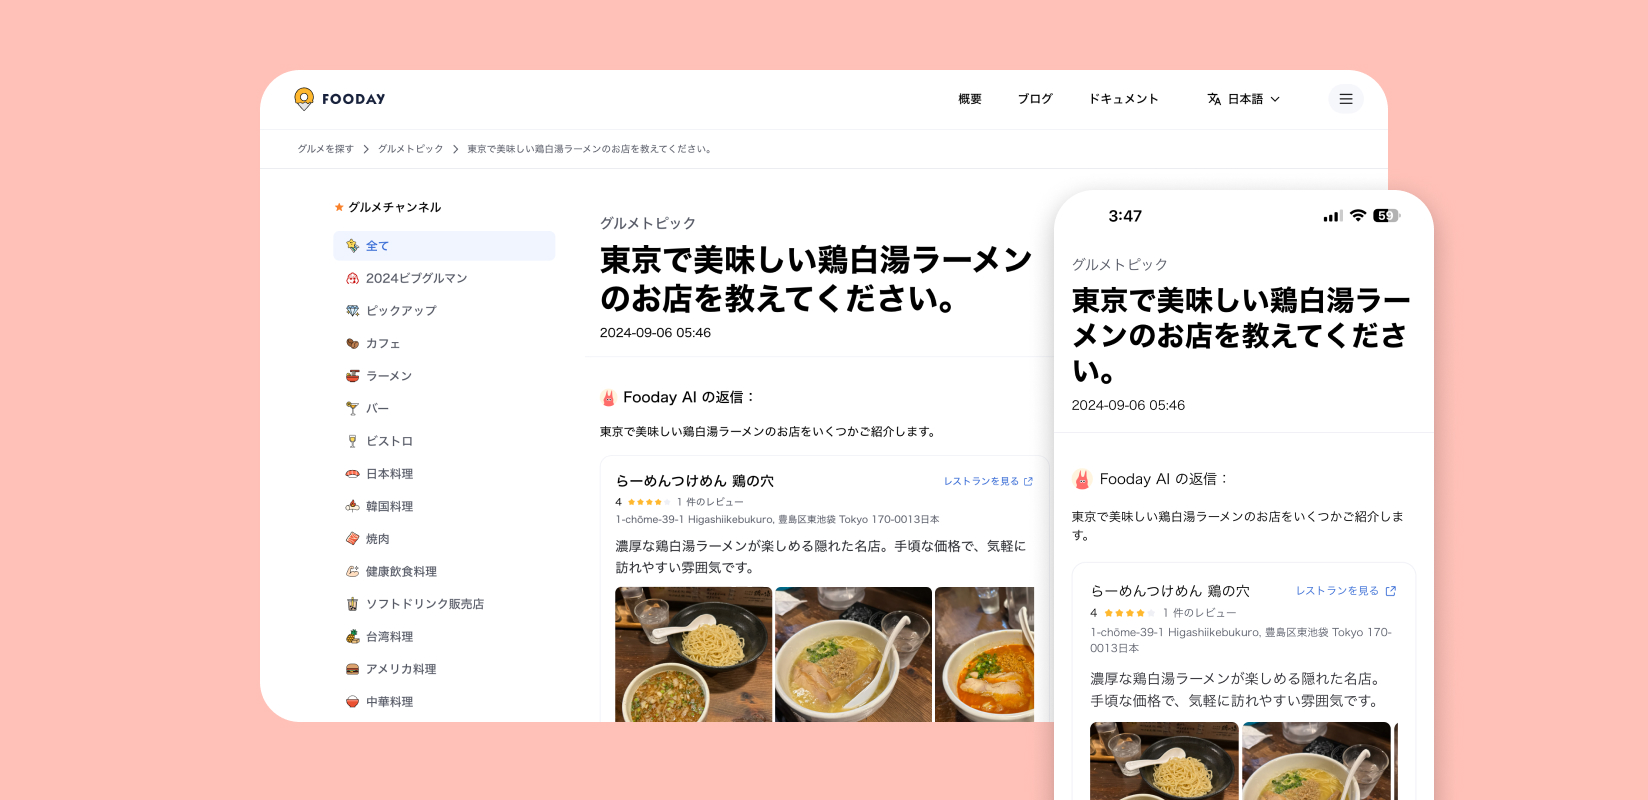 FOODAY
概要
ブログ
ドキュメント
日本語
グルメを探す
グルメトピック
東京で美味しい鶏白湯ラーメンのお店を教えてください。
グルメチャンネル
全て
2024ビブグルマン
ピックアップ
カフェ
ラーメン
バー
ビストロ
日本料理
韓国料理
焼肉
健康飲食料理
ソフトドリンク販売店
台湾料理
アメリカ料理
中華料理
グルメトピック
東京で美味しい鶏白湯ラーメン
のお店を教えてください。
2024-09-06 05:46
Fooday AI の返信：
東京で美味しい鶏白湯ラーメンのお店をいくつかご紹介します。
らーめんつけめん 鶏の穴
レストランを見る
4
1 件のレビュー
1-chōme-39-1 Higashiikebukuro, 豊島区東池袋 Tokyo 170-0013日本
濃厚な鶏白湯ラーメンが楽しめる隠れた名店。手頃な価格で、気軽に
訪れやすい雰囲気です。
3:47
59
グルメトピック
東京で美味しい鶏白湯ラー
メンのお店を教えてくださ
い。
2024-09-06 05:46
Fooday AI の返信：
東京で美味しい鶏白湯ラーメンのお店をいくつかご紹介しま
す。
らーめんつけめん 鶏の穴
レストランを見る
4
1 件のレビュー
1-chōme-39-1 Higashiikebukuro, 豊島区東池袋 Tokyo 170-
0013日本
濃厚な鶏白湯ラーメンが楽しめる隠れた名店。
手頃な価格で、気軽に訪れやすい雰囲気です。